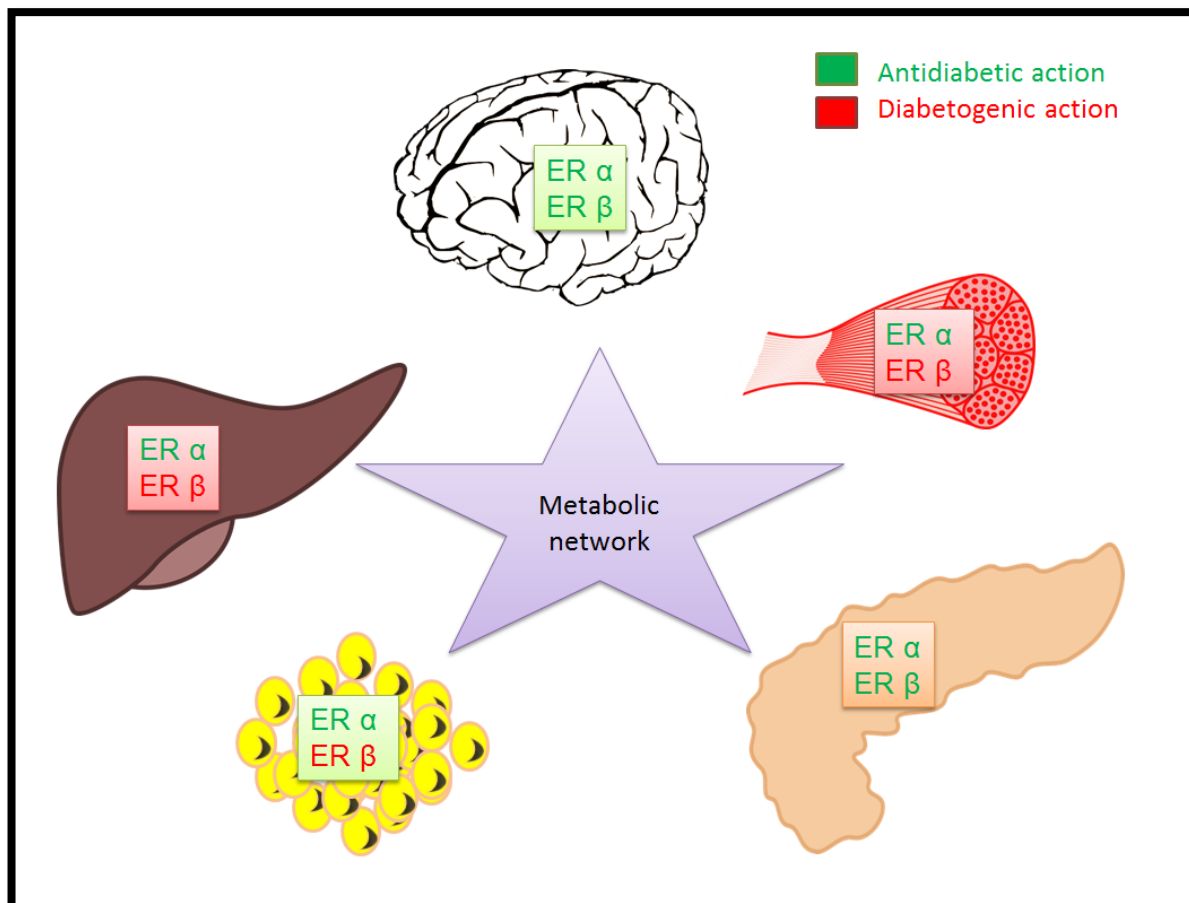 Antidiabetic action
Diabetogenic action
ER α
ER β
ER α
ER β
ER α
ER β
Metabolic
network
ER α
ER β
ER α
ER β